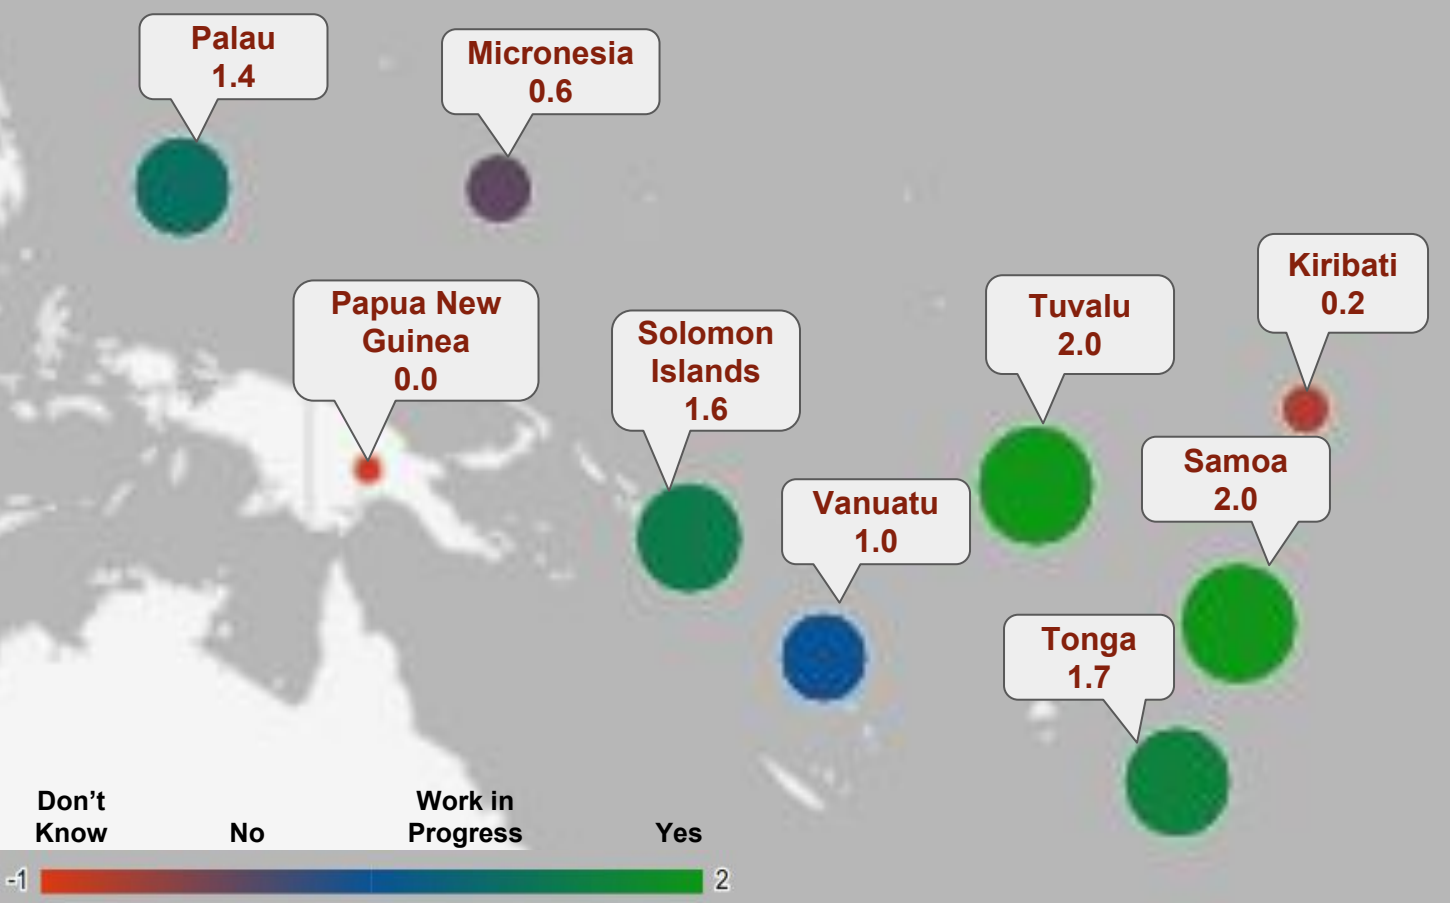 Palau
1.4
Micronesia
0.6
Papua New
Guinea
0.0
Solomon
Islands
1.6
Tuvalu
2.0
Kiribati
0.2
Vanuatu
1.0
Samoa
2.0
Tonga
1.7
Don't
Know
No
Work in
Progress
Yes
-1
2